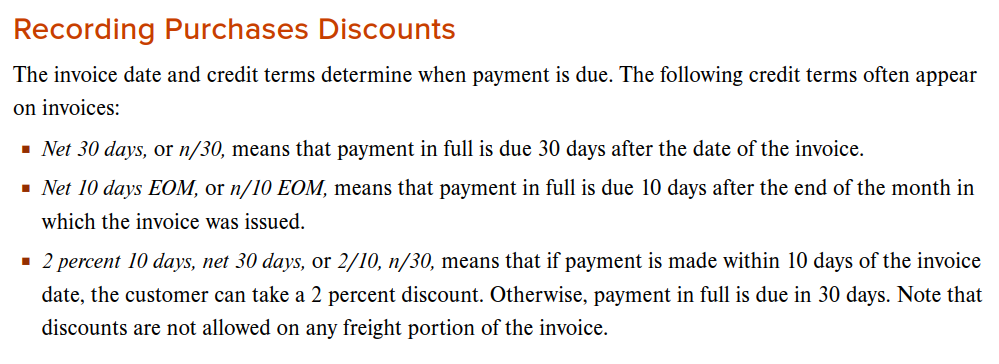 Recording Purchases Discounts
The invoice date and credit terms determine when payment is due. The following credit terms often appear
on invoices:
▪ Net 30 days, or n/30, means that payment in full is due 30 days after the date of the invoice.
▪ Net 10 days EOM, or n/10 EOM, means that payment in full is due 10 days after the end of the month in
which the invoice was issued.
▪ 2 percent 10 days, net 30 days, or 2/10, n/30, means that if payment is made within 10 days of the invoice
date, the customer can take a 2 percent discount. Otherwise, payment in full is due in 30 days. Note that
discounts are not allowed on any freight portion of the invoice.